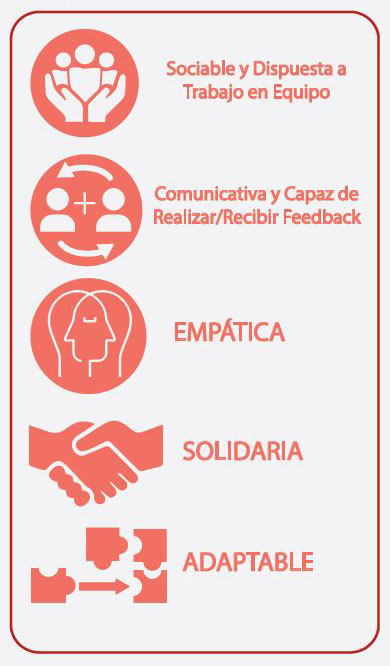 Sociable y Dispuesta a
Trabajo en Equipo
Comunicativa y Capaz de
Realizar/Recibir Feedback
EMPÁTICA
SOLIDARIA
ADAPTABLE